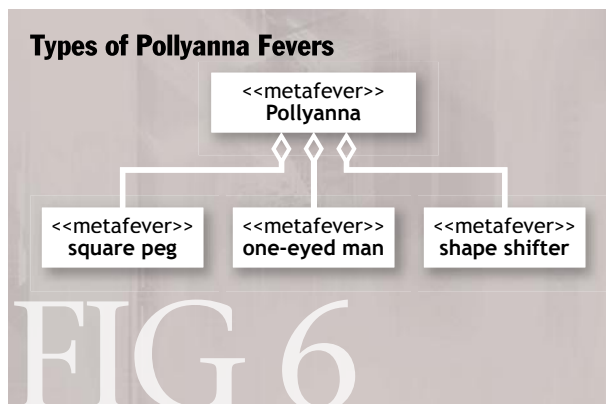 Types of Pollyanna Fevers
<<metafever>>
Pollyanna
<<metafever>>
square peg
<<metafever>>
one-eyed man
<<metafever>>
shape shifter
FIG 6